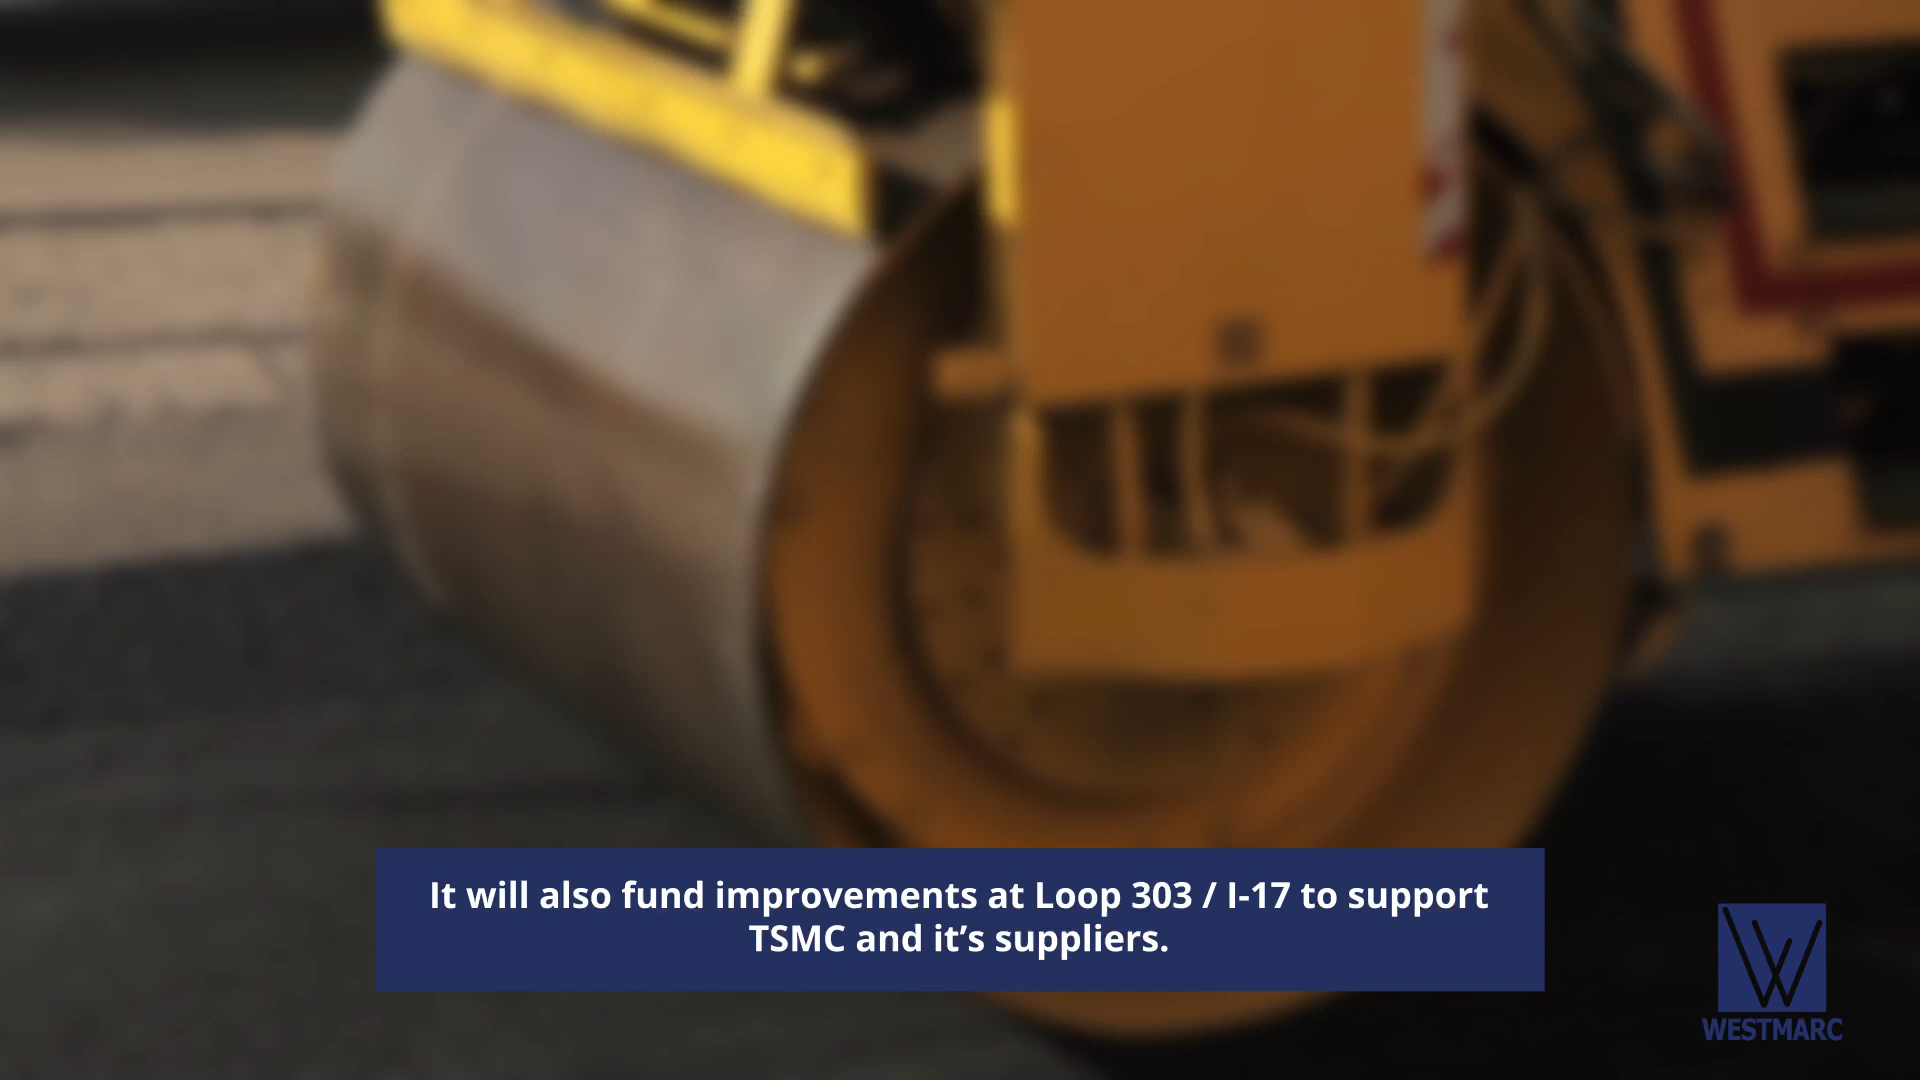 It will also fund improvements at Loop 303 / I-17 to support
TSMC and it’s suppliers.
WESTMARC